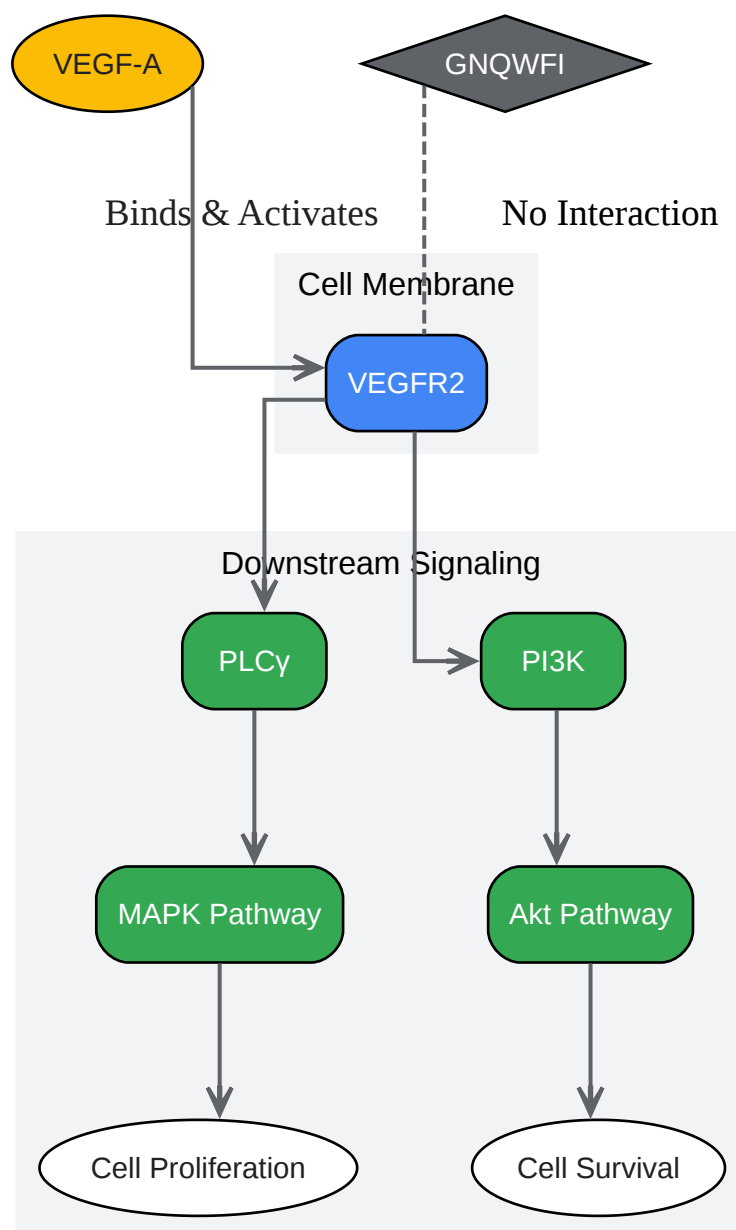 VEGF-A
GNQWFI
Binds & Activates
No Interaction
Cell Membrane
VEGFR2
Downstream Signaling
PLCγ
PI3K
MAPK Pathway
Akt Pathway
Cell Proliferation
Cell Survival